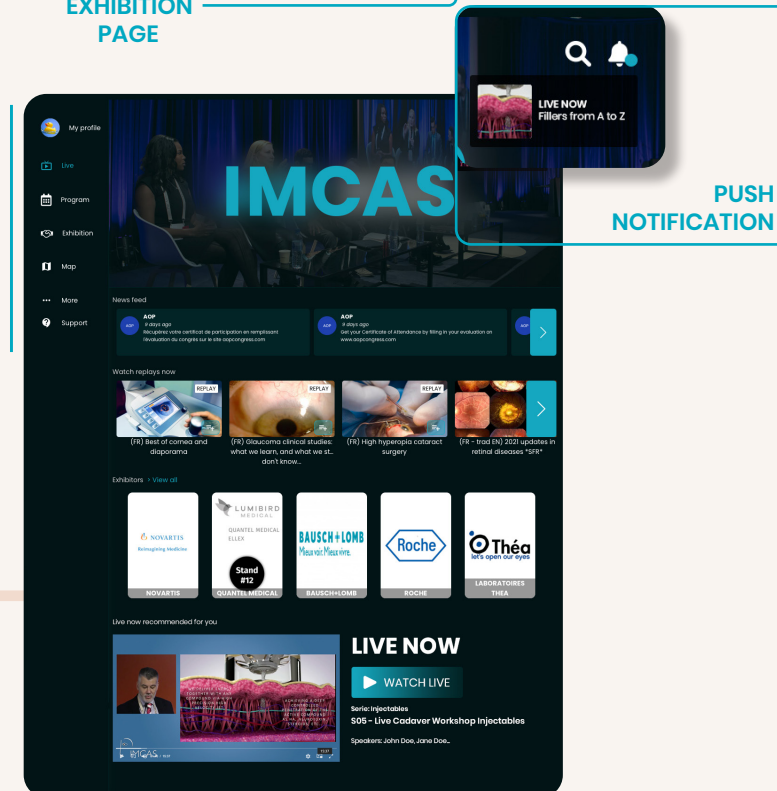 EXHIBITION
PAGE
LIVE NOW
Fillers from A to Z
PUSH
NOTIFICATION
My profile
Live
Program
Exhibition
Map
More
Support
IMCAS
News feed
AOP
AOP
9 days ago
Récupérez votre certificat de participation en remplissant
l'évaluation du congrès sur le site aopcongress.com
AOP
AOP
9 days ago
Get your Certificate of Attendance by filling in your evaluation on
www.aopcongress.com
AOP
Watch replays now
REPLAY
(FR) Best of cornea and
diaporama
REPLAY
(FR) Glaucoma clinical studies:
what we learn, and what we st...
don't know...
REPLAY
(FR) High hyperopia cataract
surgery
(FR - trad EN) 2021 updates in
retinal diseases *SFR*
Exhibitors > View all
NOVARTIS
Reimagining Medicine
NOVARTIS
LUMIBIRD
MEDICAL
QUANTEL MEDICAL
ELLEX
Stand
#12
QUANTEL MEDICAL
BAUSCH+LOMB
Mieux voir. Mieux vivre.
BAUSCH+LOMB
Roche
ROCHE
Théa
let's open our eyes
LABORATOIRES
THEA
Live now recommended for you
IMCAS
LIVE NOW
WATCH LIVE
Serie: Injectables
S05 - Live Cadaver Workshop Injectables
Speakers: John Doe, Jane Doe..